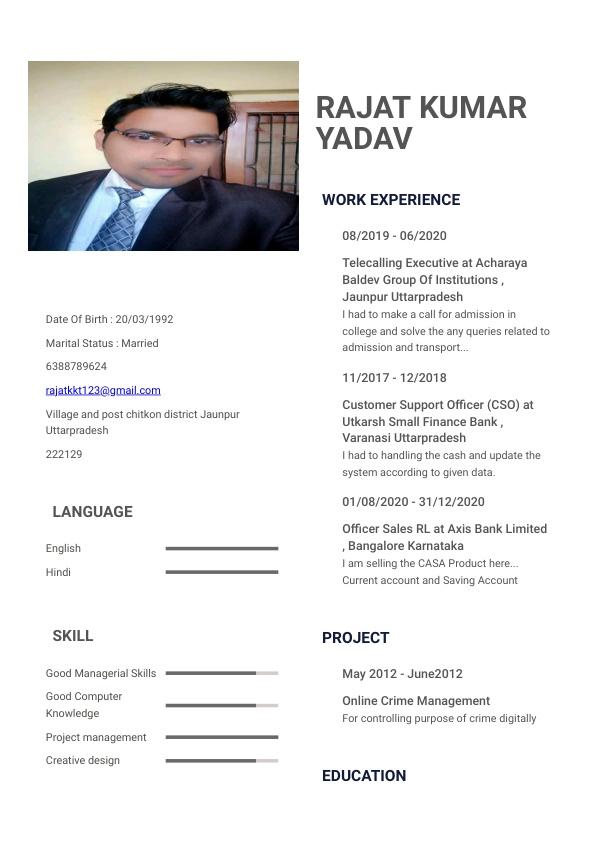 RAJAT KUMAR
YADAV
Date Of Birth : 20/03/1992
Marital Status : Married
6388789624
rajatkkt123@gmail.com
Village and post chitkon district Jaunpur
Uttarpradesh
222129
LANGUAGE
English
Hindi
SKILL
Good Managerial Skills
Good Computer
Knowledge
Project management
Creative design
WORK EXPERIENCE
08/2019 - 06/2020
Telecalling Executive at Acharaya
Baldev Group Of Institutions ,
Jaunpur Uttarpradesh
I had to make a call for admission in
college and solve the any queries related to
admission and transport...
11/2017 - 12/2018
Customer Support Officer (CSO) at
Utkarsh Small Finance Bank ,
Varanasi Uttarpradesh
I had to handling the cash and update the
system according to given data.
01/08/2020 - 31/12/2020
Officer Sales RL at Axis Bank Limited
, Bangalore Karnataka
I am selling the CASA Product here...
Current account and Saving Account
PROJECT
May 2012 - June2012
Online Crime Management
For controlling purpose of crime digitally
EDUCATION